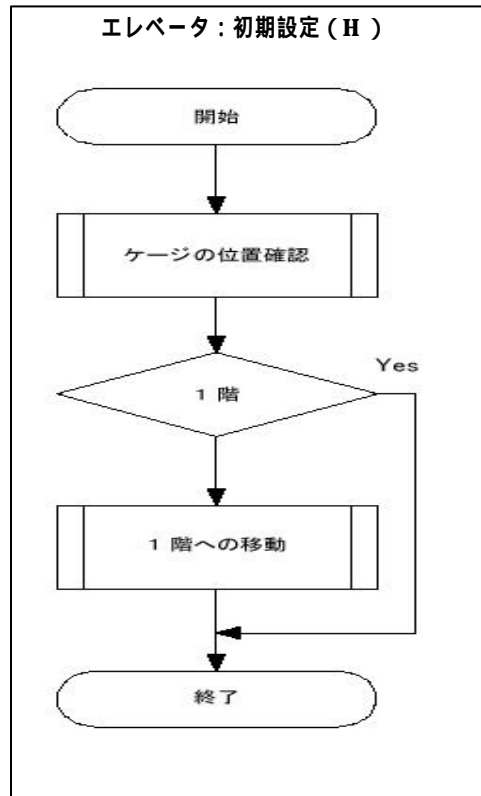 エレベータ：初期設定（H ）
開始
ケージの位置確認
1 階
Yes
1 階への移動
終了